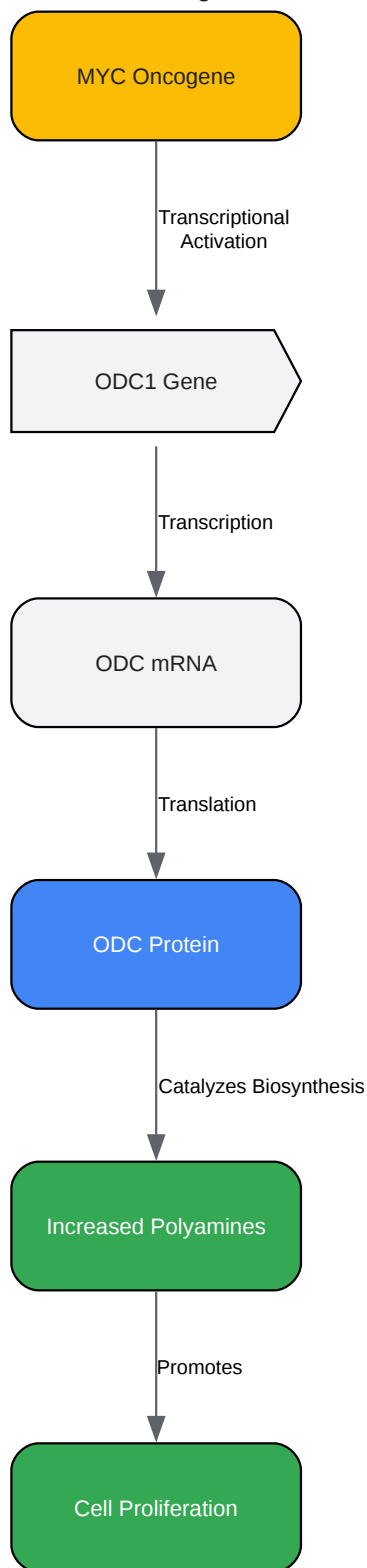 MYC Oncogene
Transcriptional
Activation
ODC1 Gene
Transcription
ODC mRNA
Translation
ODC Protein
Catalyzes Biosynthesis
Increased Polyamines
Promotes
Cell Proliferation